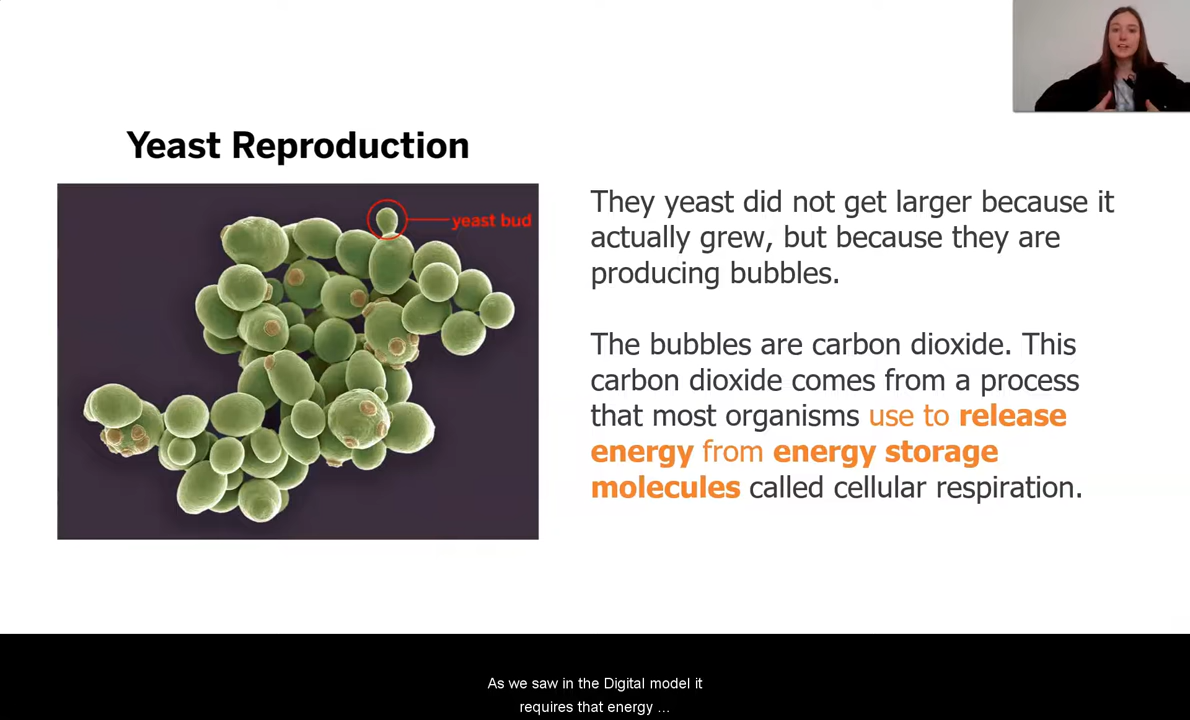 Yeast Reproduction
yeast bud
They yeast did not get larger because it
actually grew, but because they are
producing bubbles.
The bubbles are carbon dioxide. This
carbon dioxide comes from a process
that most organisms use to release
energy from energy storage
molecules called cellular respiration.
As we saw in the Digital model it
requires that energy ...